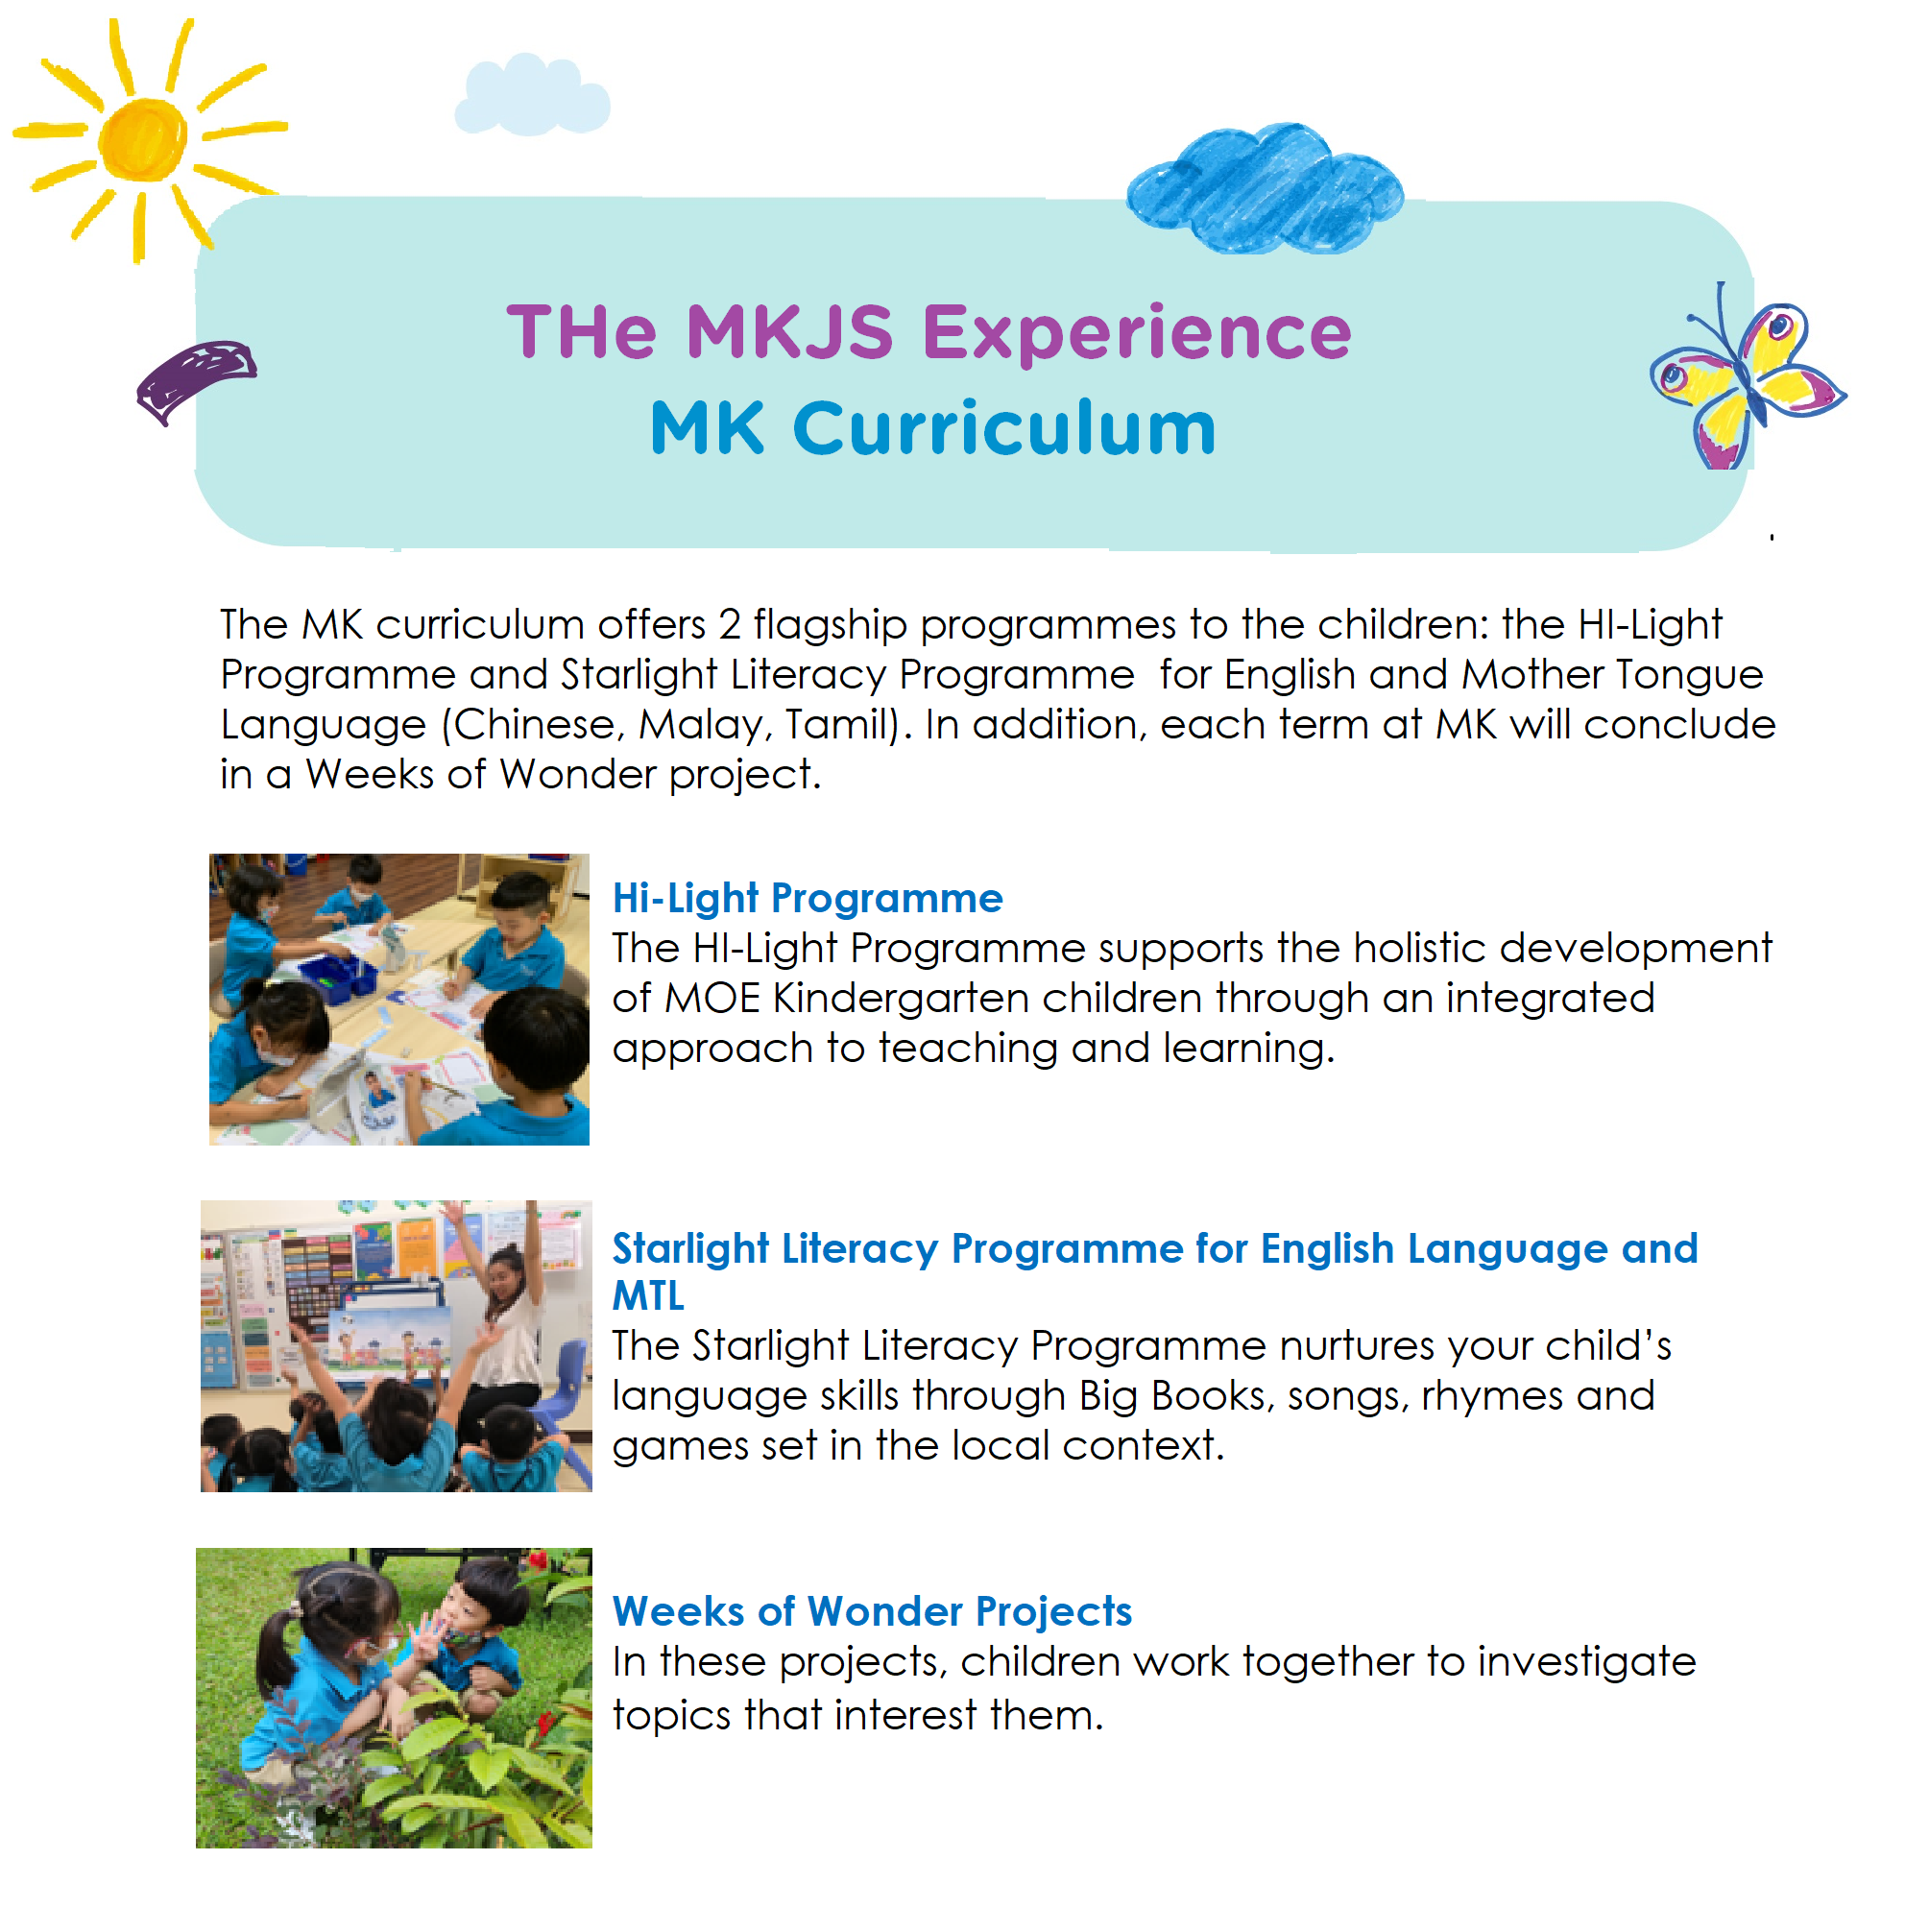 THe MKJS Experience
MK Curriculum
The MK curriculum offers 2 flagship programmes to the children: the HI-Light
Programme and Starlight Literacy Programme  for English and Mother Tongue
Language (Chinese, Malay, Tamil). In addition, each term at MK will conclude
in a Weeks of Wonder project.
Hi-Light Programme
The HI-Light Programme supports the holistic development
of MOE Kindergarten children through an integrated
approach to teaching and learning.
Starlight Literacy Programme for English Language and
MTL
The Starlight Literacy Programme nurtures your child’s
language skills through Big Books, songs, rhymes and
games set in the local context.
Weeks of Wonder Projects
In these projects, children work together to investigate
topics that interest them.